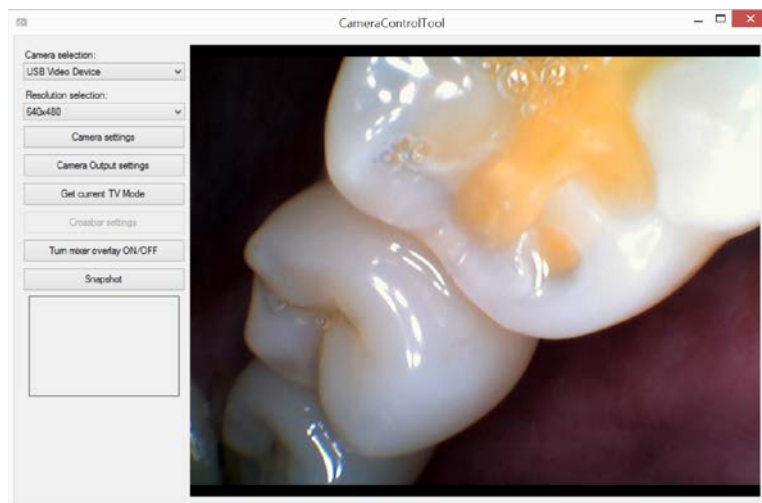 CameraControlTool
Camera selection:
USB Video Device
Resolution selection:
640x480
Camera settings
Camera Output settings
Get current TV Mode
Crossbar settings
Turn mixer overlay ON/OFF
Snapshot